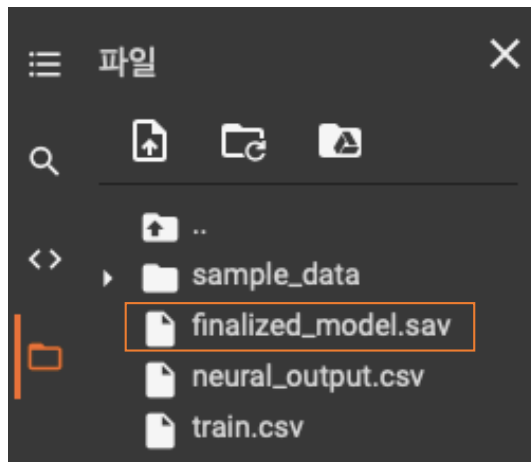 파일
..
sample_data
finalized_model.sav
neural_output.csv
train.csv